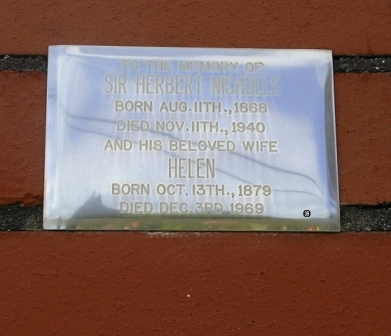 TO THE MEMORY OF
SIR HERBERT NICHOLLS
BORN AUG. 11TH., 1868
DIED NOV. 11TH., 1940
AND HIS BELOVED WIFE
HELEN
BORN OCT. 13TH., 1879
DIED DEC. 3RD 1969